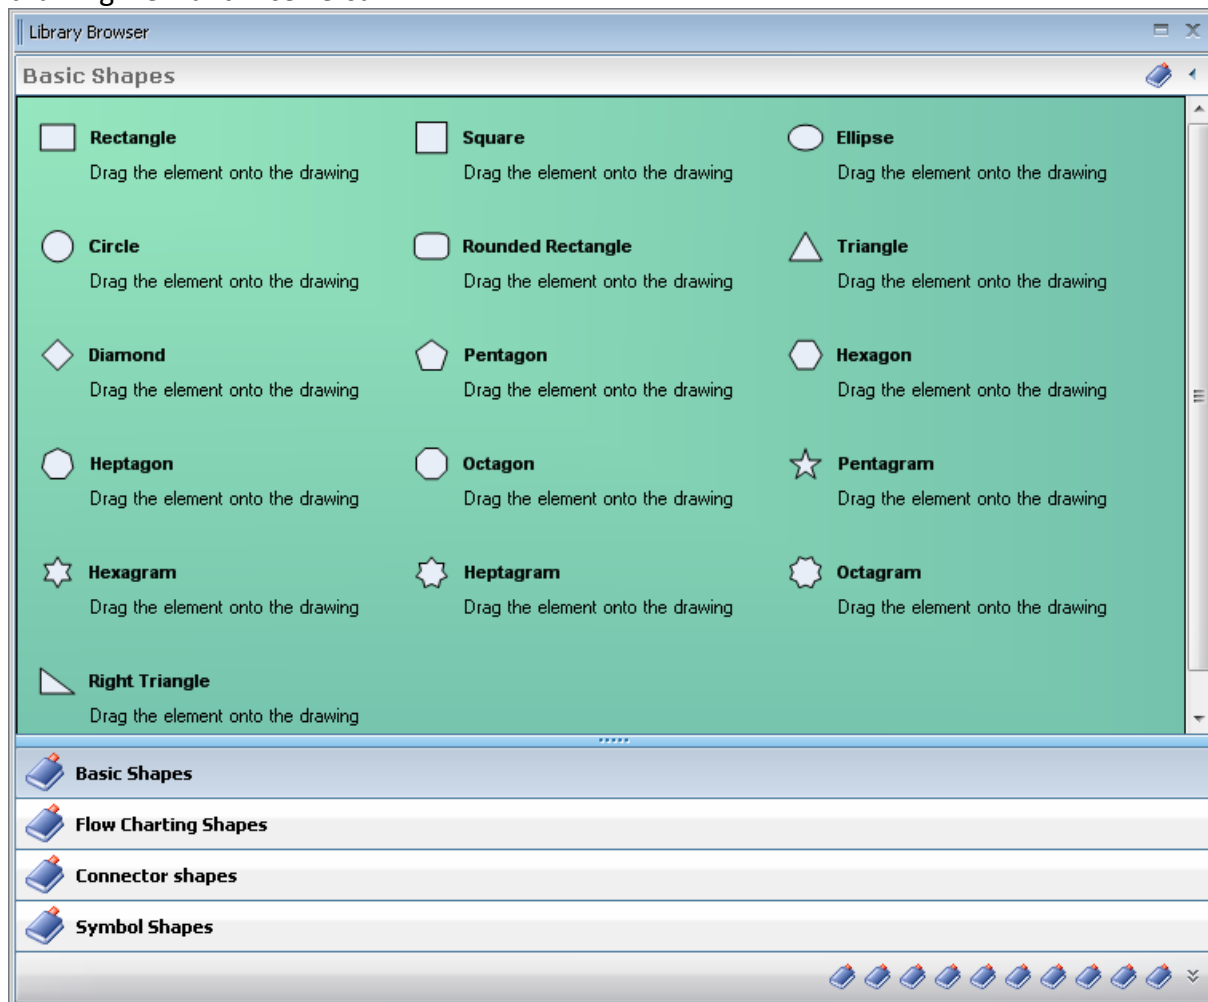 Library Browser
Basic Shapes
Rectangle Square Ellipse
Drag the element onto the drawing Drag the element onto the drawing Drag the element onto the drawing
Circle Rounded Rectangle Triangle
Drag the element onto the drawing Drag the element onto the drawing Drag the element onto the drawing
Diamond Pentagon Hexagon
Drag the element onto the drawing Drag the element onto the drawing Drag the element onto the drawing
Heptagon Octagon Pentagram
Drag the element onto the drawing Drag the element onto the drawing Drag the element onto the drawing
Hexagram Heptagram Octagram
Drag the element onto the drawing Drag the element onto the drawing Drag the element onto the drawing
Right Triangle
Drag the element onto the drawing
Basic Shapes
Flow Charting Shapes
Connector shapes
Symbol Shapes